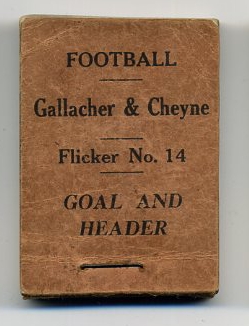 FOOTBALL
Gallacher & Cheyne
Flicker No. 14
GOAL AND
HEADER